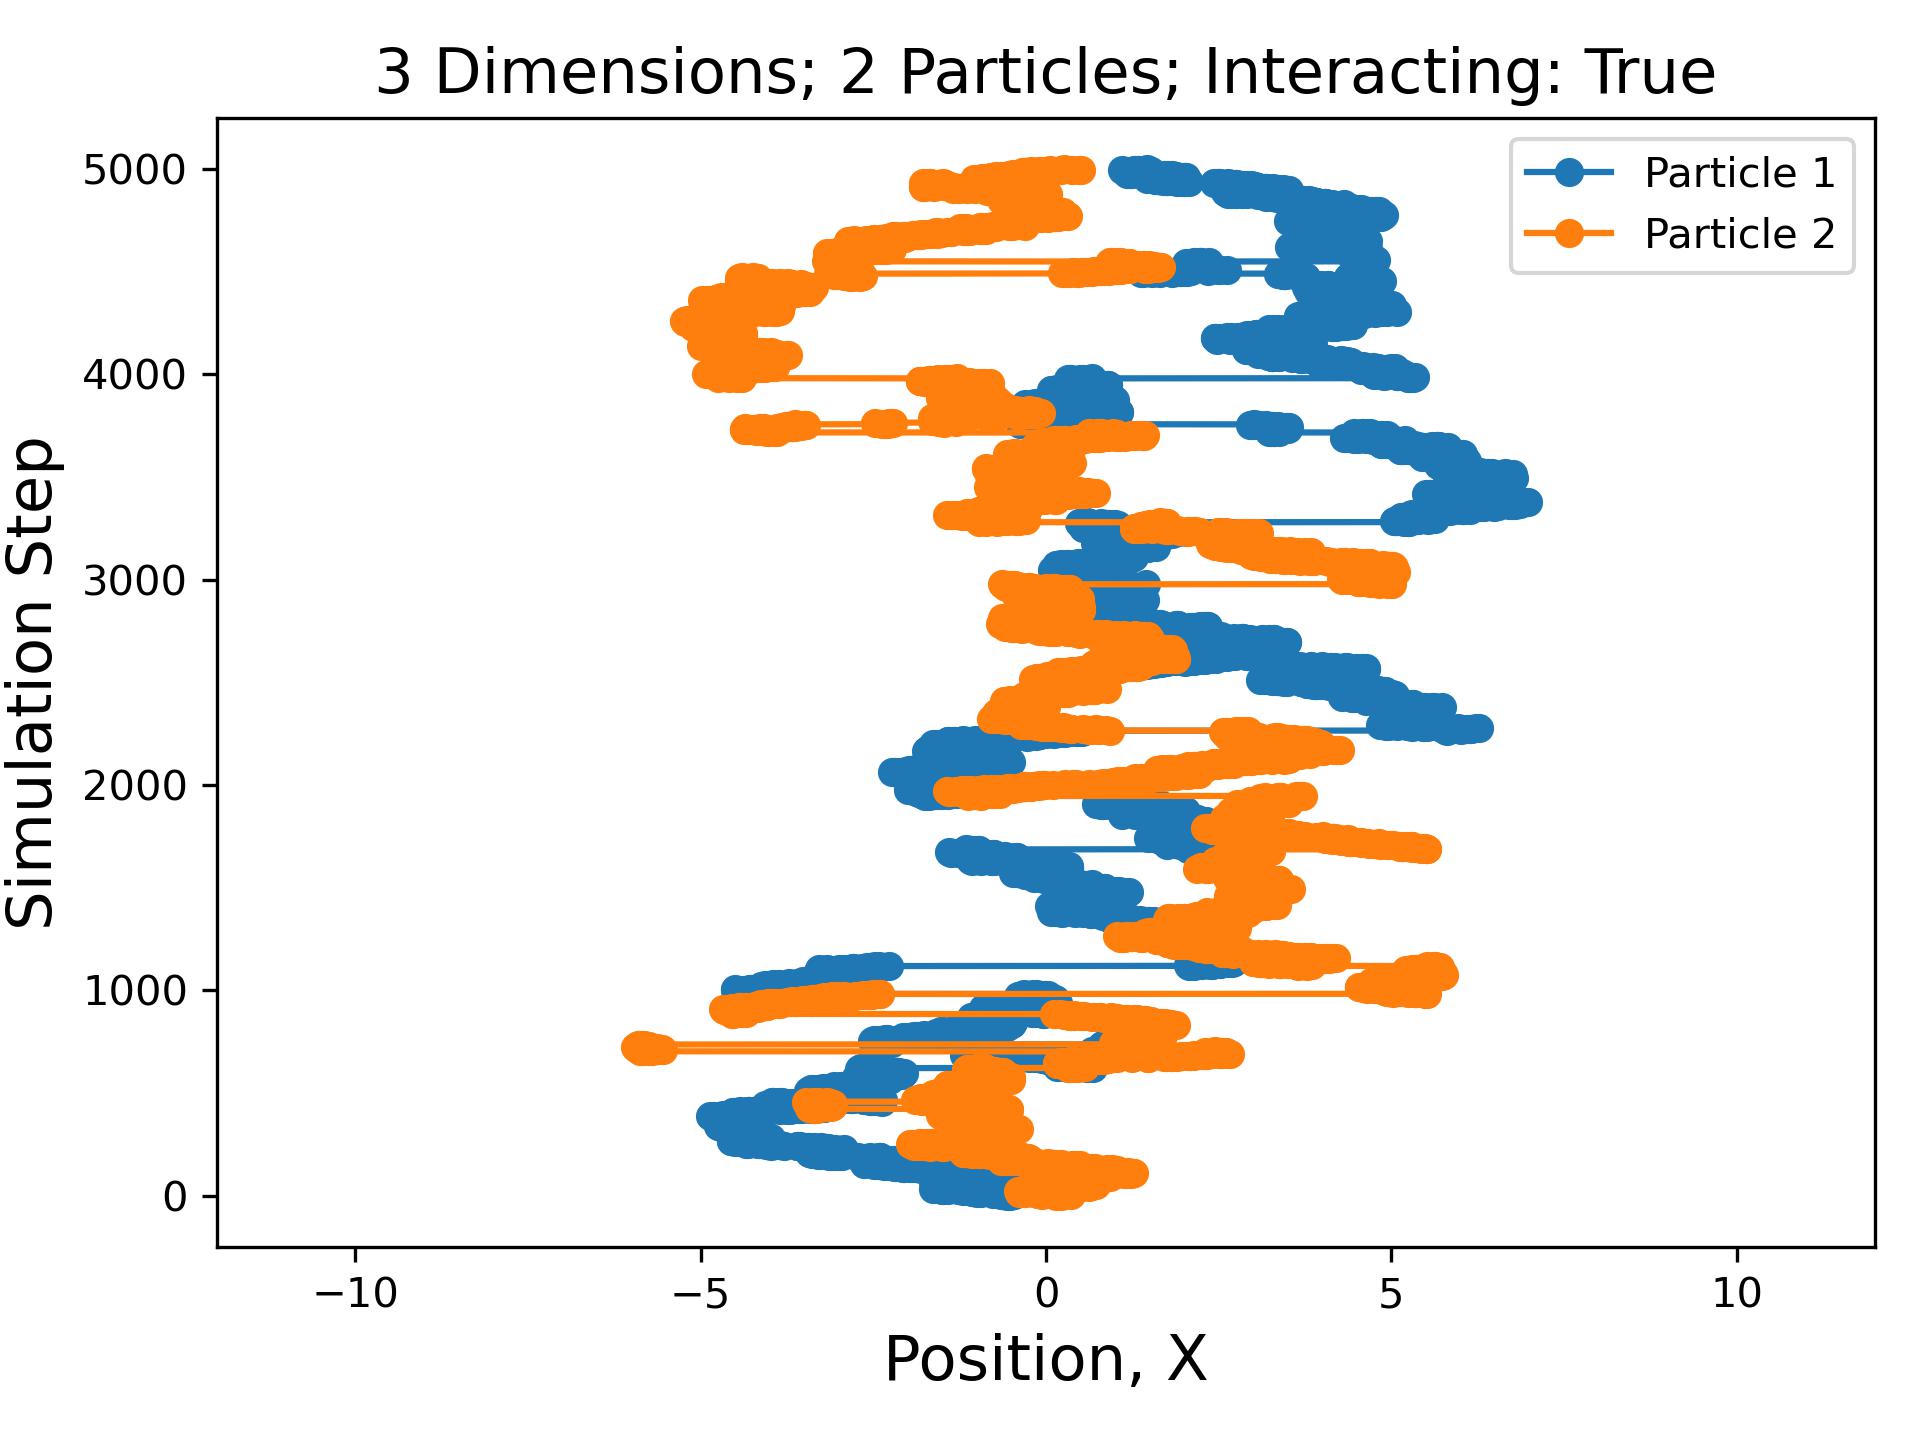 3 Dimensions; 2 Particles; Interacting: True
Particle 1
Particle 2
Simulation Step
5000
4000
3000
2000
1000
0
−10
−5
0
5
10
Position, X